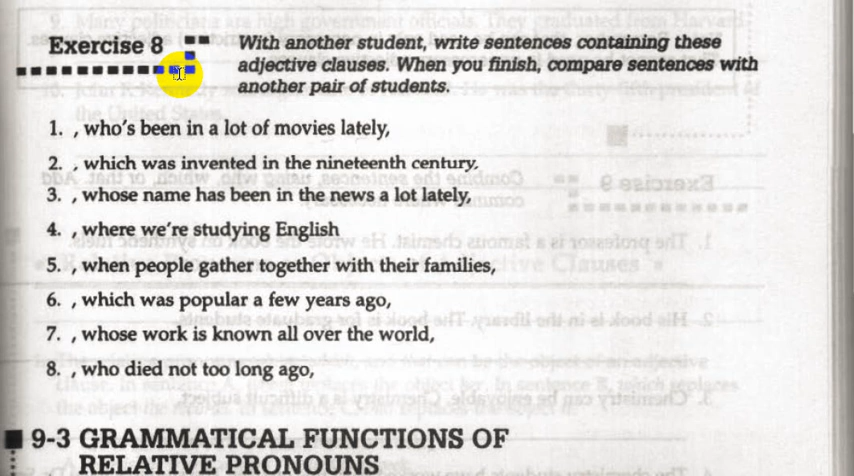 Exercise 8
With another student, write sentences containing these
adjective clauses. When you finish, compare sentences with
another pair of students.
1. , who's been in a lot of movies lately,
2. , which was invented in the nineteenth century,
3. , whose name has been in the news a lot lately,
4. , where we're studying English
5. , when people gather together with their families,
6. , which was popular a few years ago,
7. , whose work is known all over the world,
8. , who died not too long ago,
9-3 GRAMMATICAL FUNCTIONS OF
RELATIVE PRONOUNS